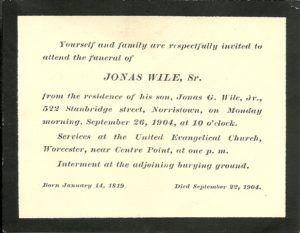 Yourself and family are respectfully invited to
attend the funeral of
JONAS WILE, Sr.
from the residence of his son, Jonas G. Wile, Jr.,
522 Stanbridge street, Norristown, on Monday
morning, September 26, 1904, at 10 o'clock.
Services at the United Evangelical Church,
Worcester, near Centre Point, at one p. m.
Interment at the adjoining burying ground.
Born January 14, 1819. Died September 22, 1904.